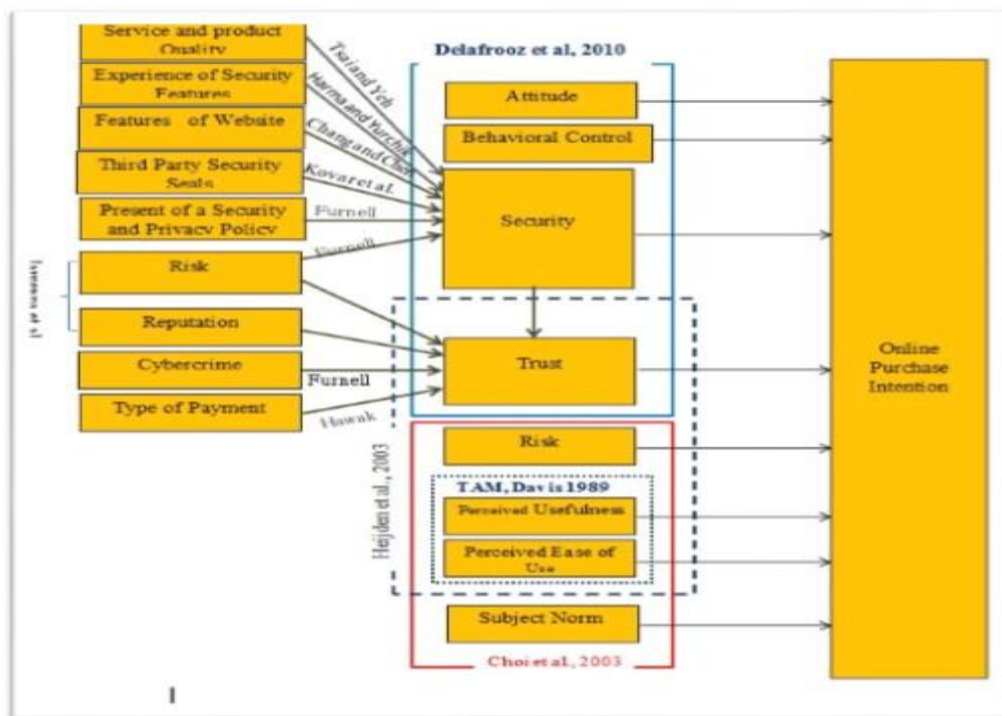 Service and product
Quality
Experience of Security
Features
Features of Website
Third Party Security
Seals
Present of a Security
and Privacy Policy
Risk
Reputation
Cybercrime
Type of Payment
Tsai and Yeh
Harma and Yurchik
Chang and
Kovar et al.
Furnell
Furnell
Furnell
Delafrooz et al, 2010
Attitude
Behavioral Control
Security
Trust
Heijden et al., 2003
Risk
TAM, Davis 1989
Perceived Usefulness
Perceived Ease of
Use
Subject Norm
Choi et al., 2003
Online
Purchase
Intention